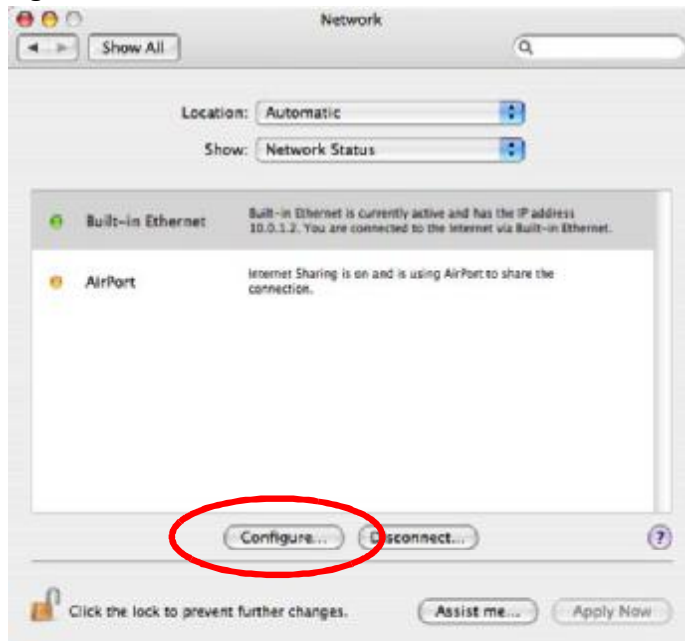 Network
Show All
Location: Automatic
Show: Network Status
Built-in Ethernet
Built-in Ethernet is currently active and has the IP address
10.0.1.2. You are connected to the Internet via Built-in Ethernet.
AirPort
Internet Sharing is on and is using AirPort to share the
connection.
Configure... Disconnect... ?
Click the lock to prevent further changes. Assist me... Apply Now